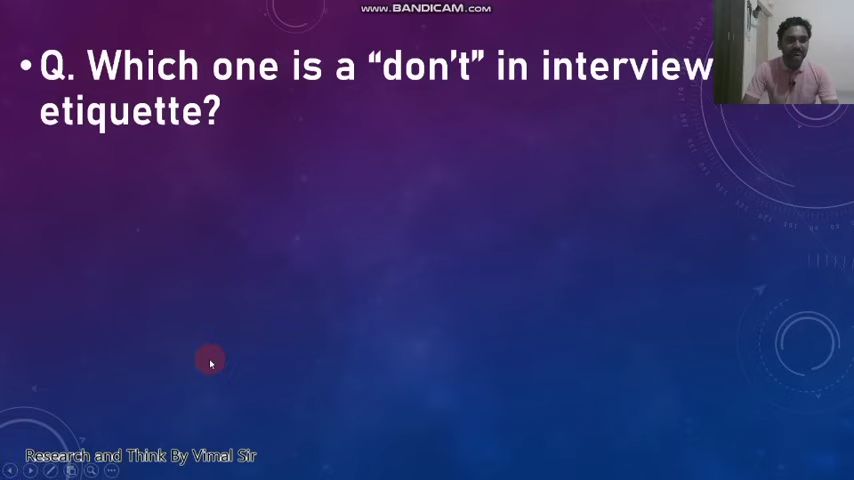 WWW.BANDICAM.COM
• Q. Which one is a “don’t” in interview
etiquette?
Research and Think By Vimal Sir